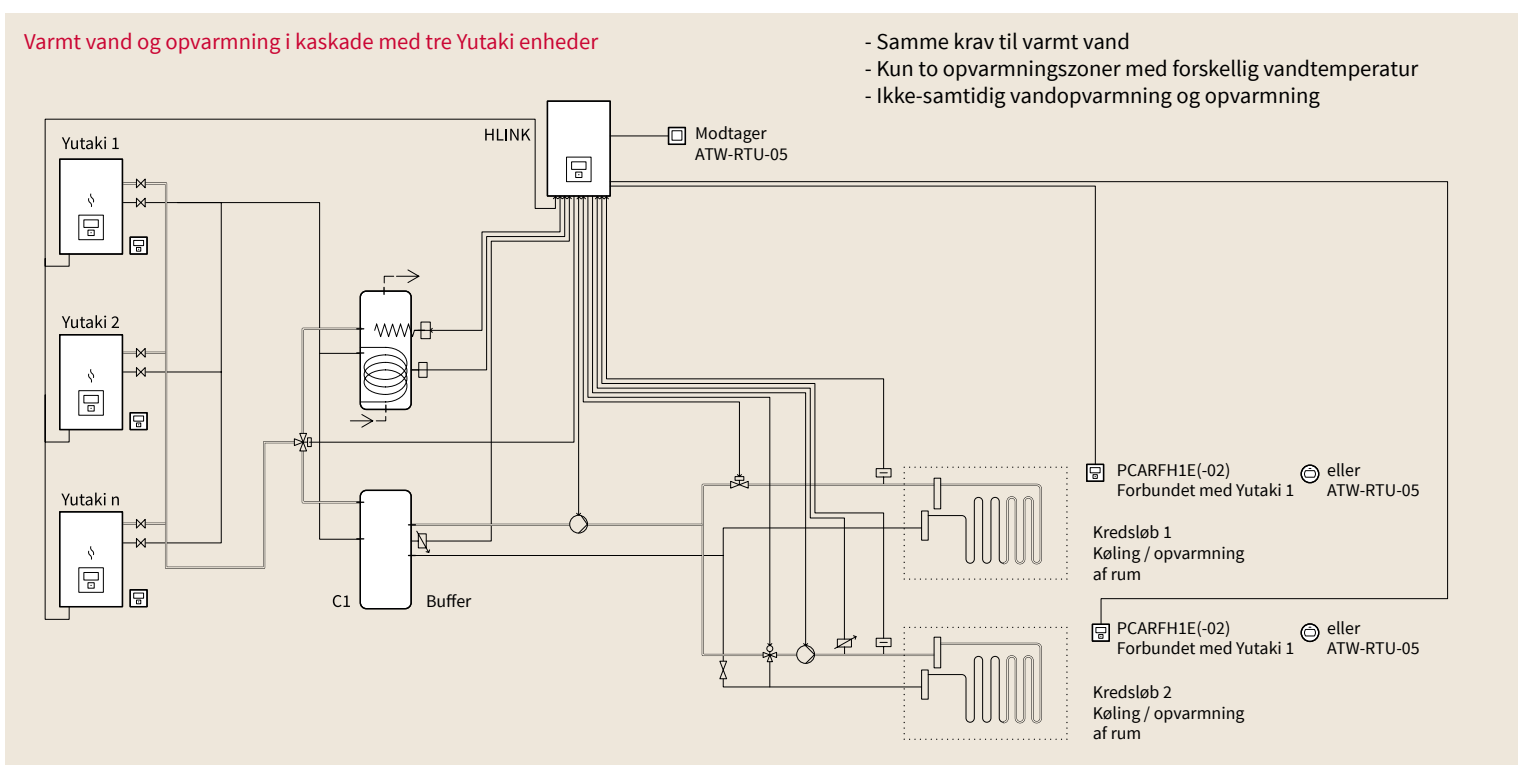 Varmt vand og opvarmning i kaskade med tre Yutaki enheder
- Samme krav til varmt vand
- Kun to opvarmningszoner med forskellig vandtemperatur
- Ikke-samtidig vandopvarmning og opvarmning
HLINK
Modtager
ATW-RTU-05
Yutaki 1
Yutaki 2
Yutaki n
C1
Buffer
PCARFH1E(-02)
Forbundet med Yutaki 1
eller
ATW-RTU-05
Kredsløb 1
Køling / opvarmning
af rum
PCARFH1E(-02)
Forbundet med Yutaki 1
eller
ATW-RTU-05
Kredsløb 2
Køling / opvarmning
af rum